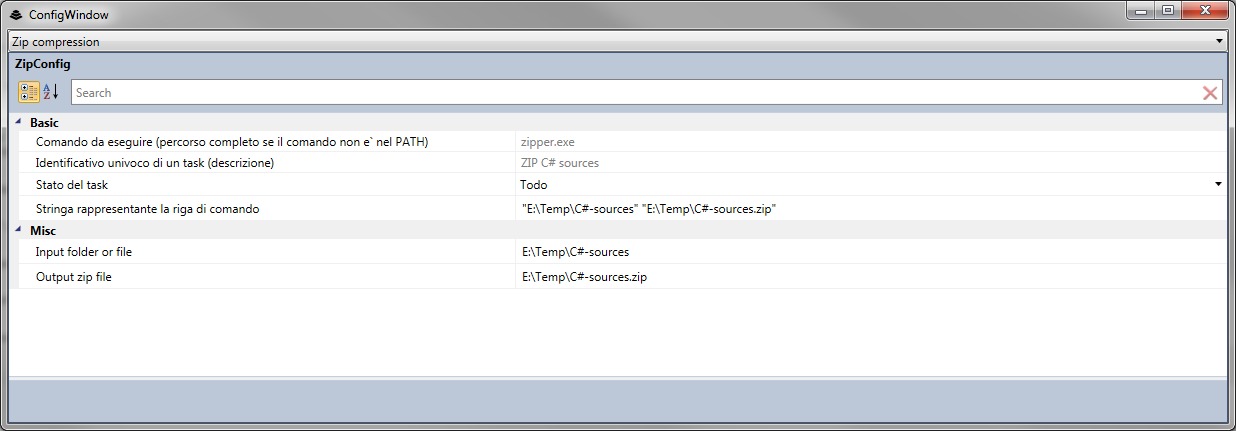 ConfigWindow
Zip compression
ZipConfig
AZ Search
Basic
Comando da eseguire (percorso completo se il comando non e` nel PATH) zipper.exe
Identificativo univoco di un task (descrizione) ZIP C# sources
Stato del task Todo
Stringa rappresentante la riga di comando "E:\Temp\C#-sources" "E:\Temp\C#-sources.zip"
Misc
Input folder or file E:\Temp\C#-sources
Output zip file E:\Temp\C#-sources.zip